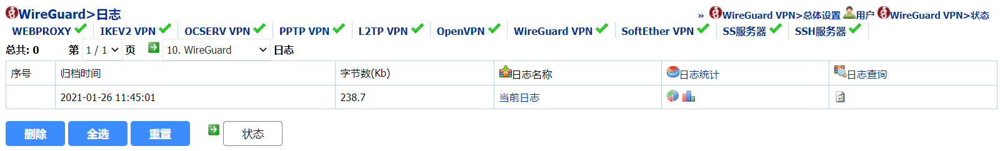 WireGuard>日志 » WireGuard VPN>总体设置 用户 WireGuard VPN>状态
WEBPROXY IKEV2 VPN OCSERV VPN PPTP VPN L2TP VPN OpenVPN WireGuard VPN SoftEther VPN SS服务器 SSH服务器
总共: 0 第 1 / 1 页 10. WireGuard 日志
序号 归档时间 字节数(Kb) 日志名称 日志统计 日志查询
2021-01-26 11:45:01 238.7 当前日志
删除 全选 重置 状态